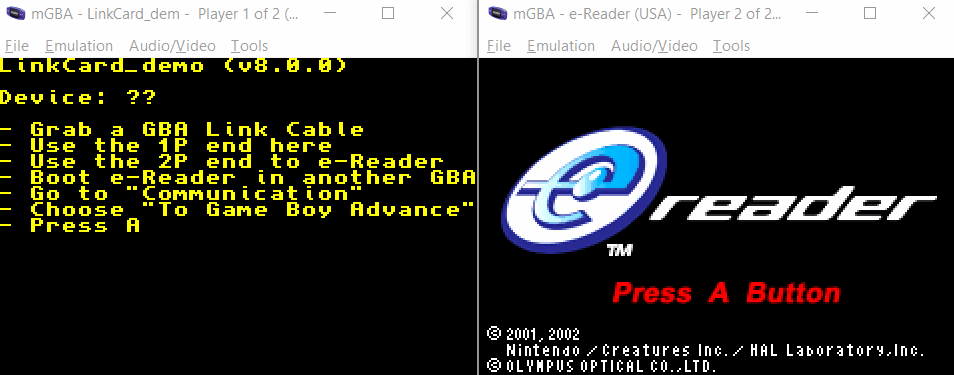 mGBA - LinkCard_dem - Player 1 of 2 (...
File Emulation Audio/Video Tools
LinkCard_demo (v8.0.0)
Device: ??
- Grab a GBA Link Cable
- Use the 1P end here
- Use the 2P end to e-Reader
- Boot e-Reader in another GBA
- Go to "Communication"
- Choose "To Game Boy Advance"
- Press A
mGBA - e-Reader (USA) - Player 2 of 2...
File Emulation Audio/Video Tools
e reader
TM
Press A Button
© 2001, 2002
Nintendo / Creatures Inc. / HAL Laboratory,Inc.
© OLYMPUS OPTICAL CO.,LTD.